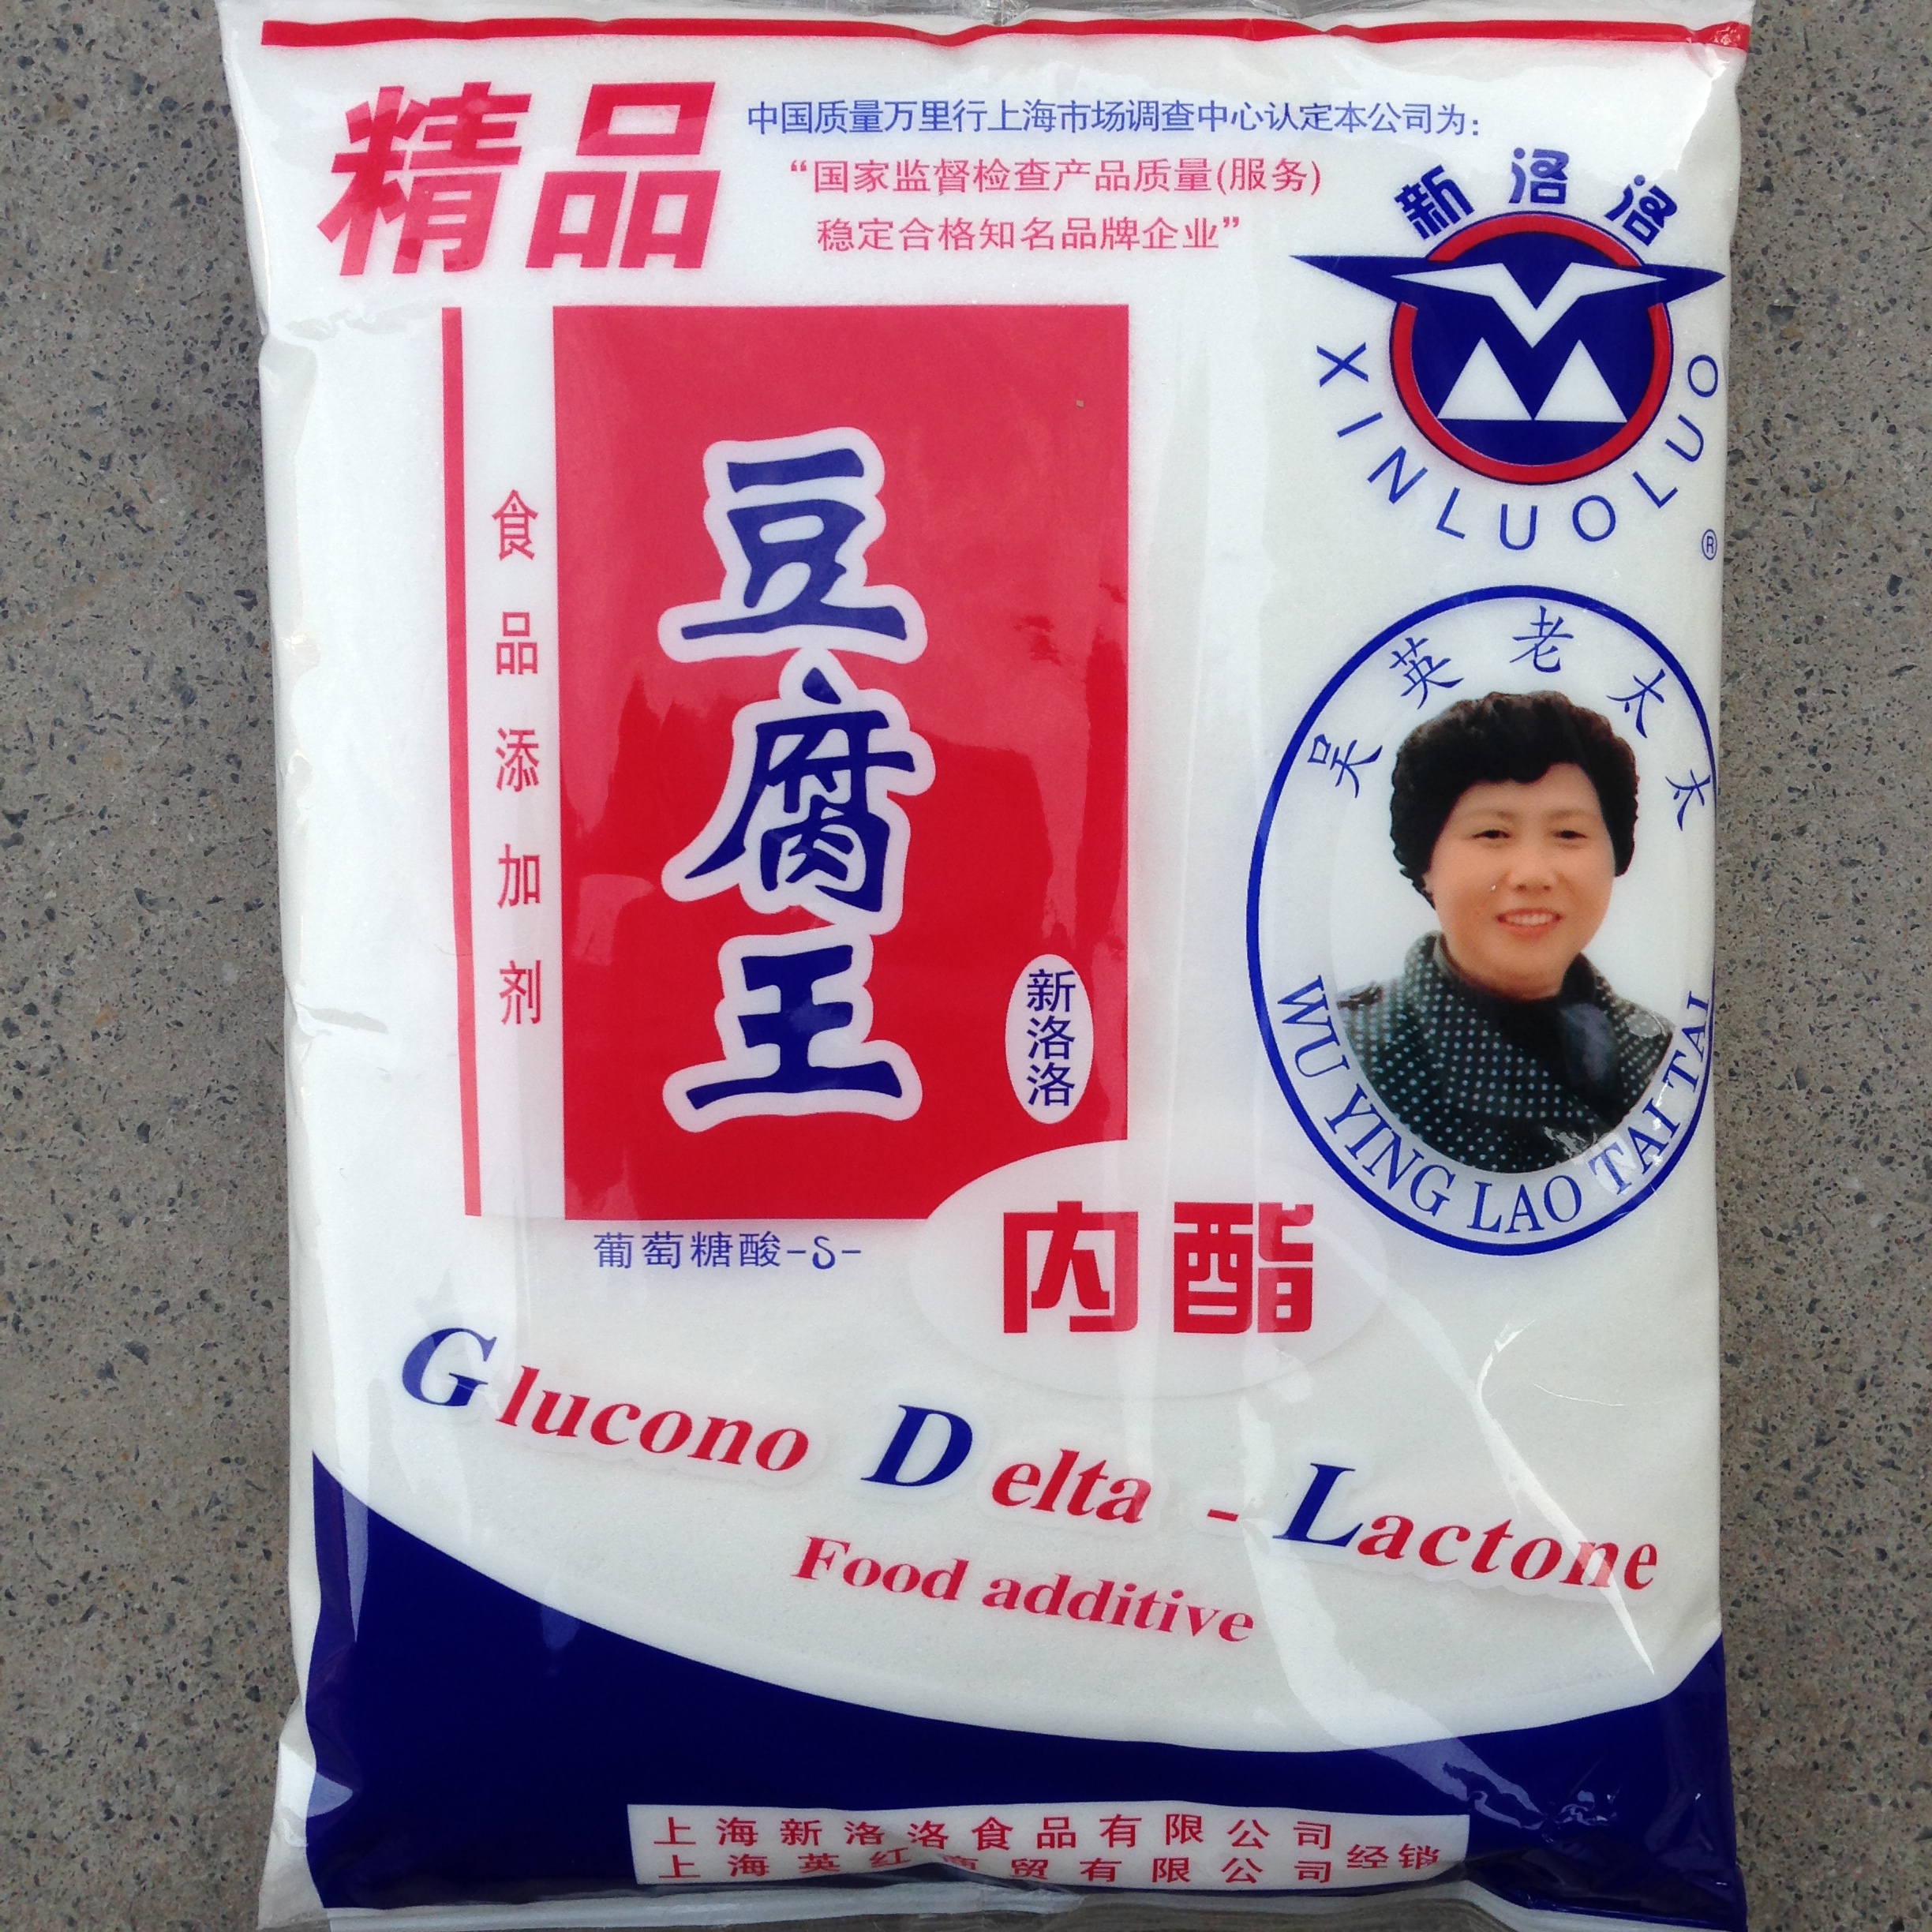 精品
中国质量万里行上海市场调查中心认定本公司为:
“国家监督检查产品质量(服务)
稳定合格知名品牌企业”
新洛洛
XINLUOLUO
®
食品添加剂
豆腐王
新洛洛
吴英老太太
WU YING LAO TAI TAI
葡萄糖酸-δ-
内酯
Glucono Delta - Lactone
Food additive
上海新洛洛食品有限公司
上海英红商贸有限公司
经销